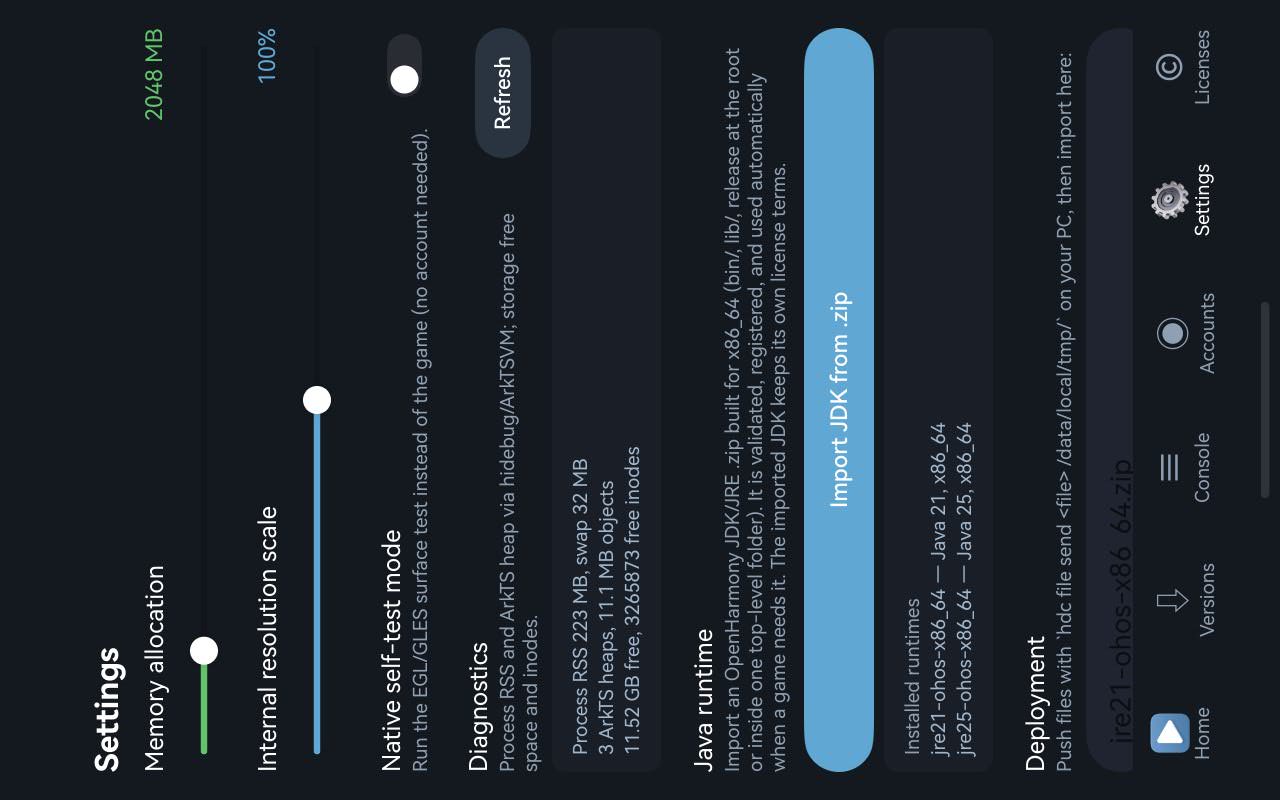 Settings
Memory allocation
2048 MB
Internal resolution scale
100%
Native self-test mode
Run the EGL/GLES surface test instead of the game (no account needed).
Diagnostics
Process RSS and ArkTS heap via hidebug/ArkTSVM; storage free
space and inodes.
Refresh
Process RSS 223 MB, swap 32 MB
3 ArkTS heaps, 11.1 MB objects
11.52 GB free, 3265873 free inodes
Java runtime
Import an OpenHarmony JDK/JRE .zip built for x86_64 (bin/, lib/, release at the root
or inside one top-level folder). It is validated, registered, and used automatically
when a game needs it. The imported JDK keeps its own license terms.
Import JDK from .zip
Installed runtimes
jre21-ohos-x86_64 — Java 21, x86_64
jre25-ohos-x86_64 — Java 25, x86_64
Deployment
Push files with `hdc file send <file> /data/local/tmp/` on your PC, then import here:
jre21-ohos-x86_64.zip
Home
Versions
Console
Accounts
Settings
Licenses